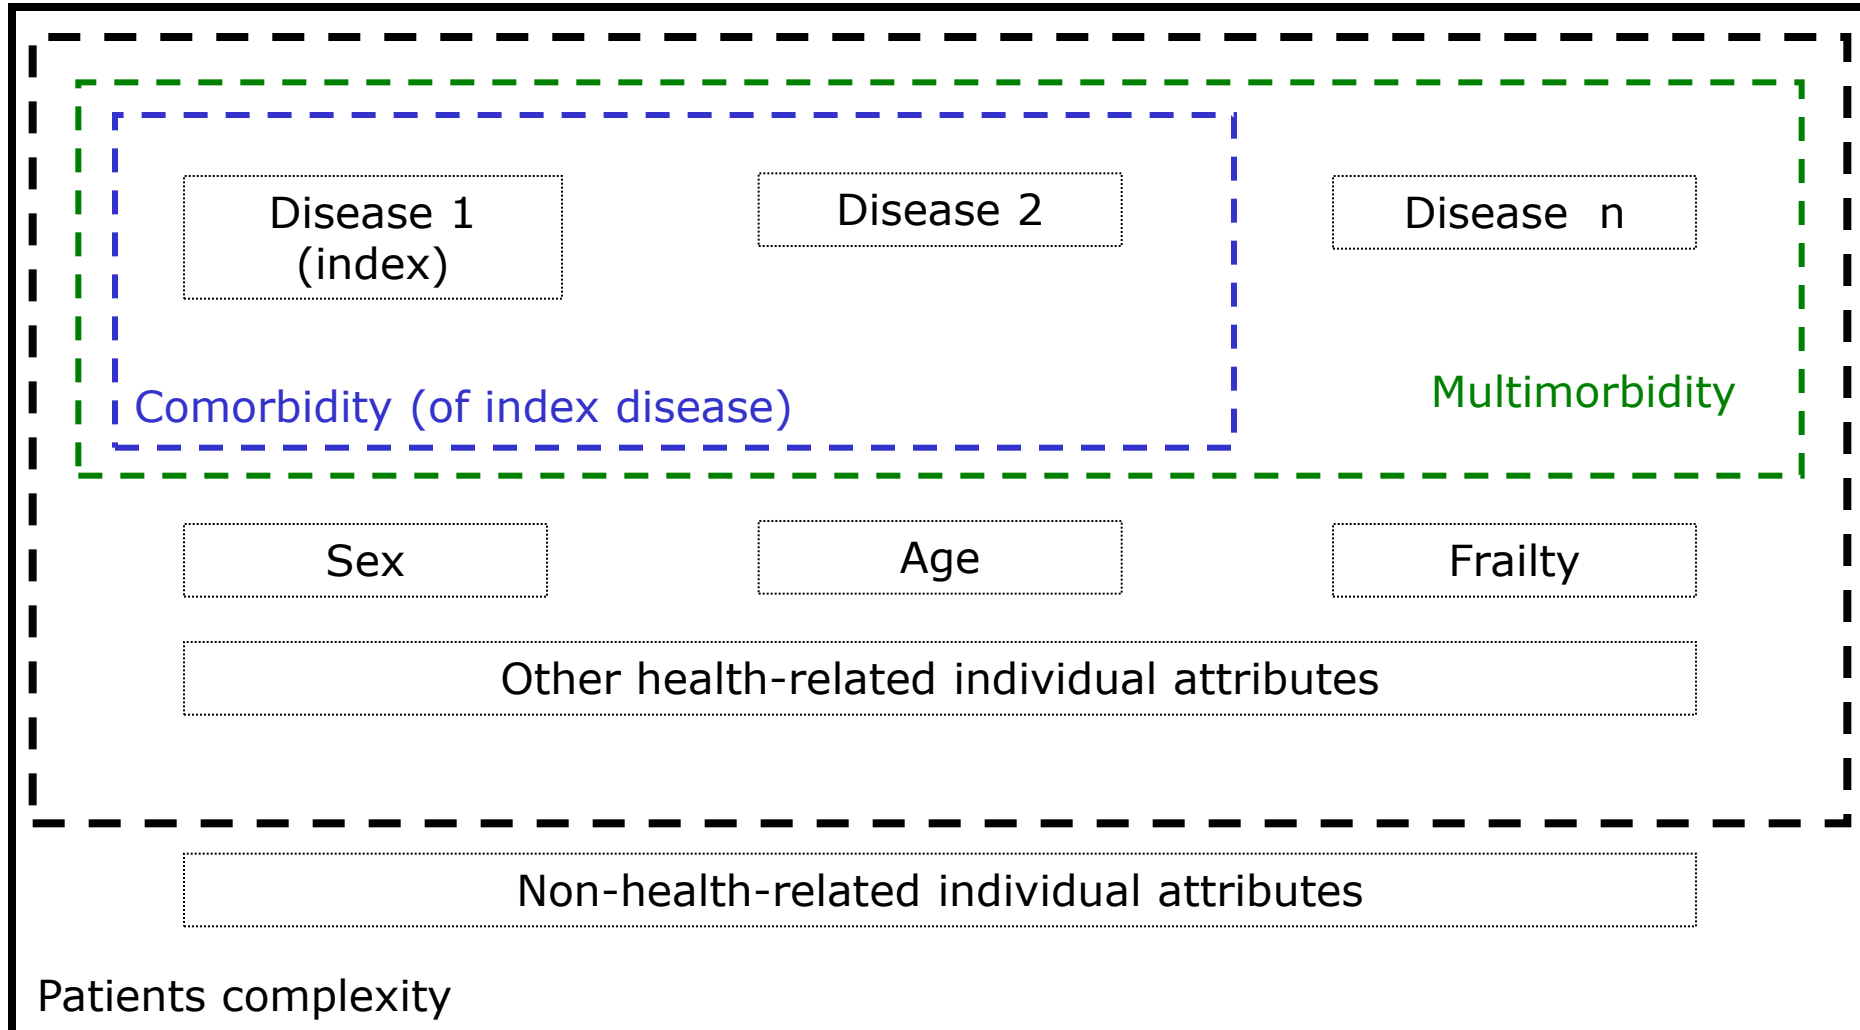 Disease 1
(index)
Disease 2
Disease n
Comorbidity (of index disease)
Multimorbidity
Sex
Age
Frailty
Other health-related individual attributes
Non-health-related individual attributes
Patients complexity